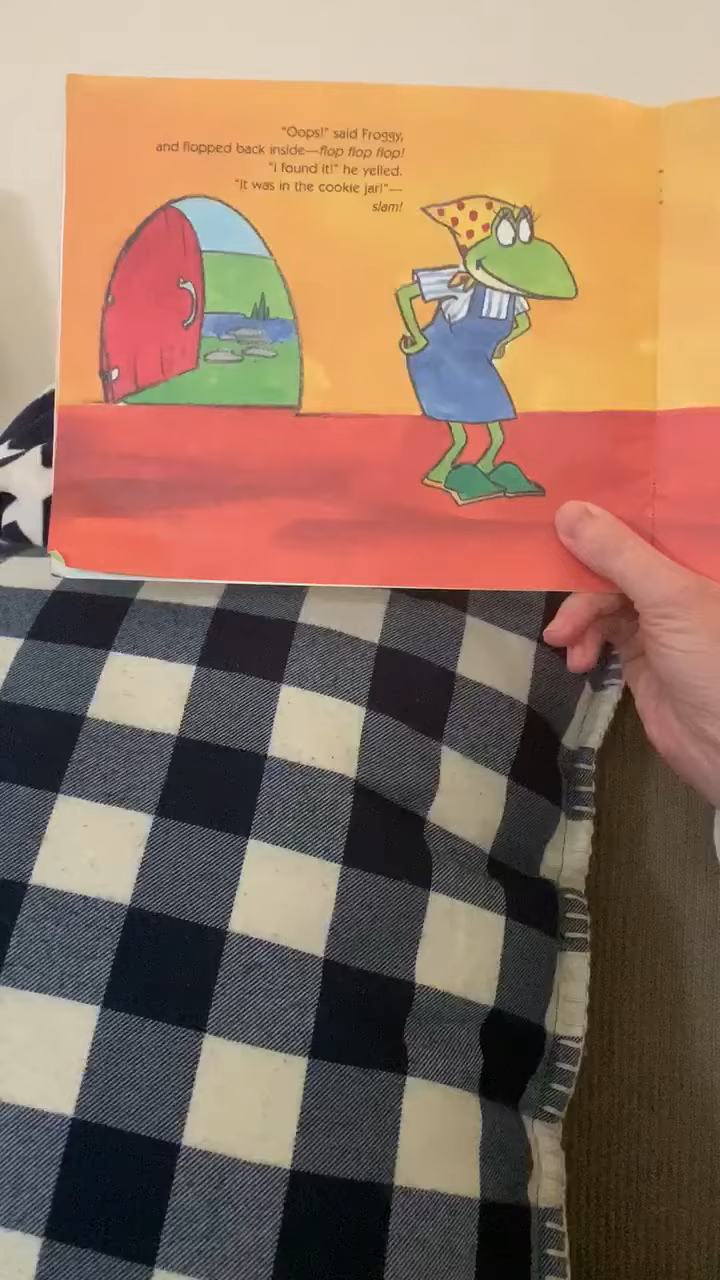 "Oops!" said Froggy,
and flopped back inside—flop flop flop!
"I found it!" he yelled.
"It was in the cookie jar!"—
slam!